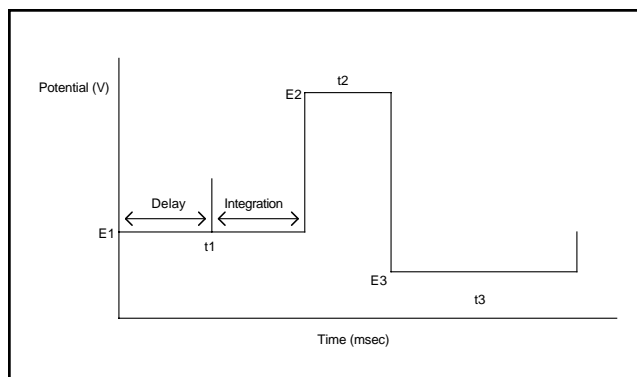 t2
Potential (V)
E2
Delay
Integration
E1
t1
E3
t3
Time (msec)